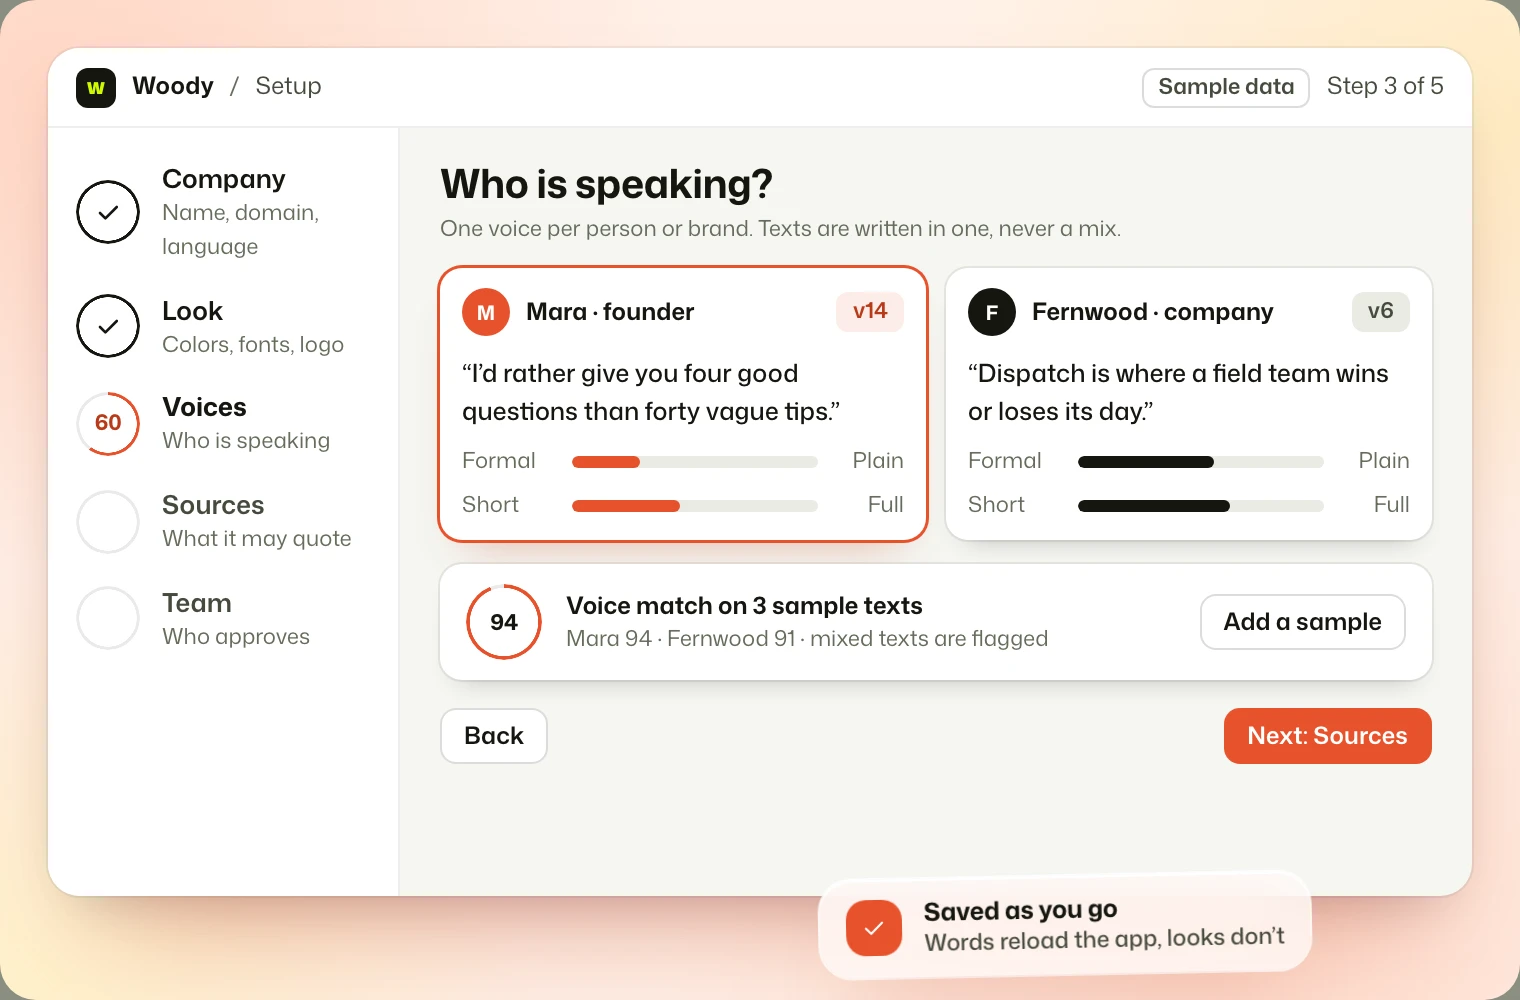 w Woody / Setup
Sample data Step 3 of 5
Company
Name, domain,
language
Look
Colors, fonts, logo
60
Voices
Who is speaking
Sources
What it may quote
Team
Who approves
Who is speaking?
One voice per person or brand. Texts are written in one, never a mix.
M Mara · founder v14
“I’d rather give you four good
questions than forty vague tips.”
Formal Plain
Short Full
F Fernwood · company v6
“Dispatch is where a field team wins
or loses its day.”
Formal Plain
Short Full
94
Voice match on 3 sample texts
Mara 94 · Fernwood 91 · mixed texts are flagged
Add a sample
Back
Next: Sources
Saved as you go
Words reload the app, looks don’t